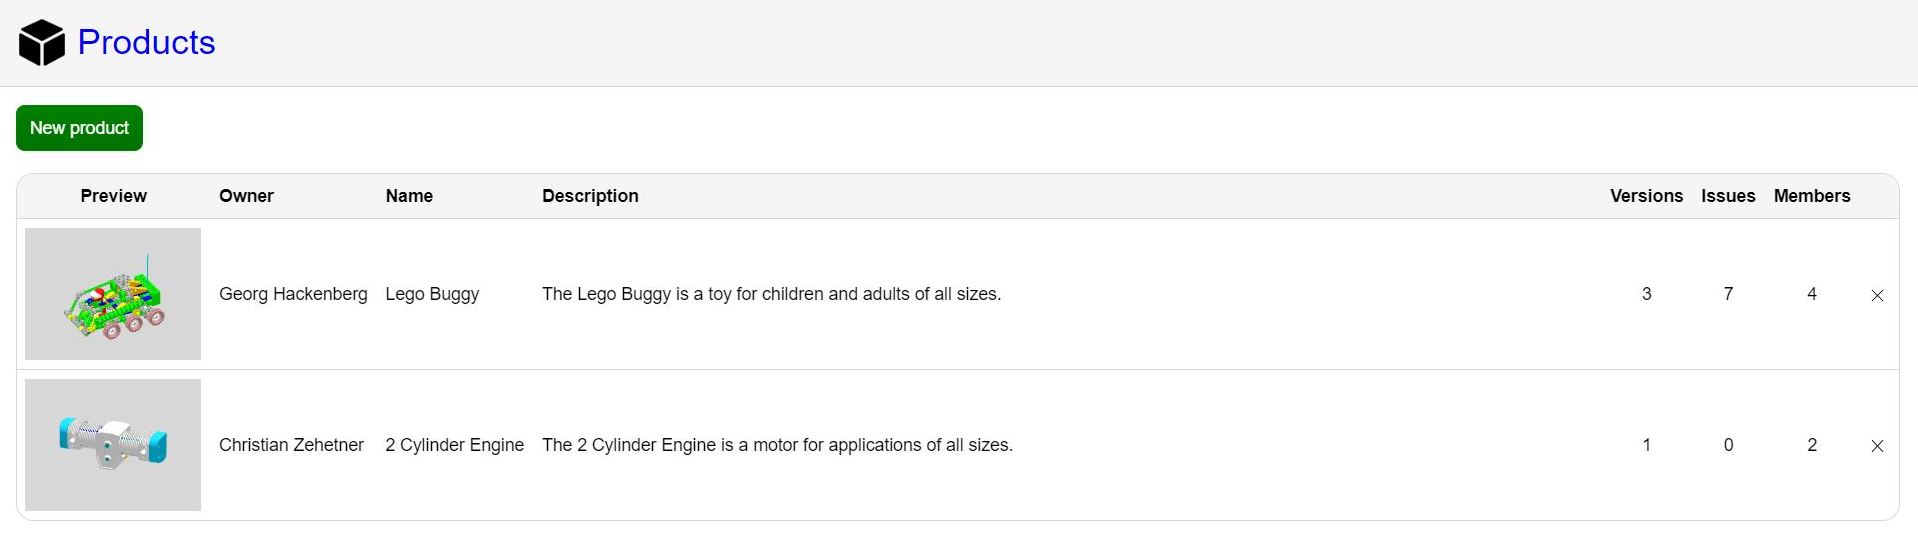 Products
New product
Preview Owner Name Description Versions Issues Members
Georg Hackenberg Lego Buggy The Lego Buggy is a toy for children and adults of all sizes. 3 7 4
Christian Zehetner 2 Cylinder Engine The 2 Cylinder Engine is a motor for applications of all sizes. 1 0 2